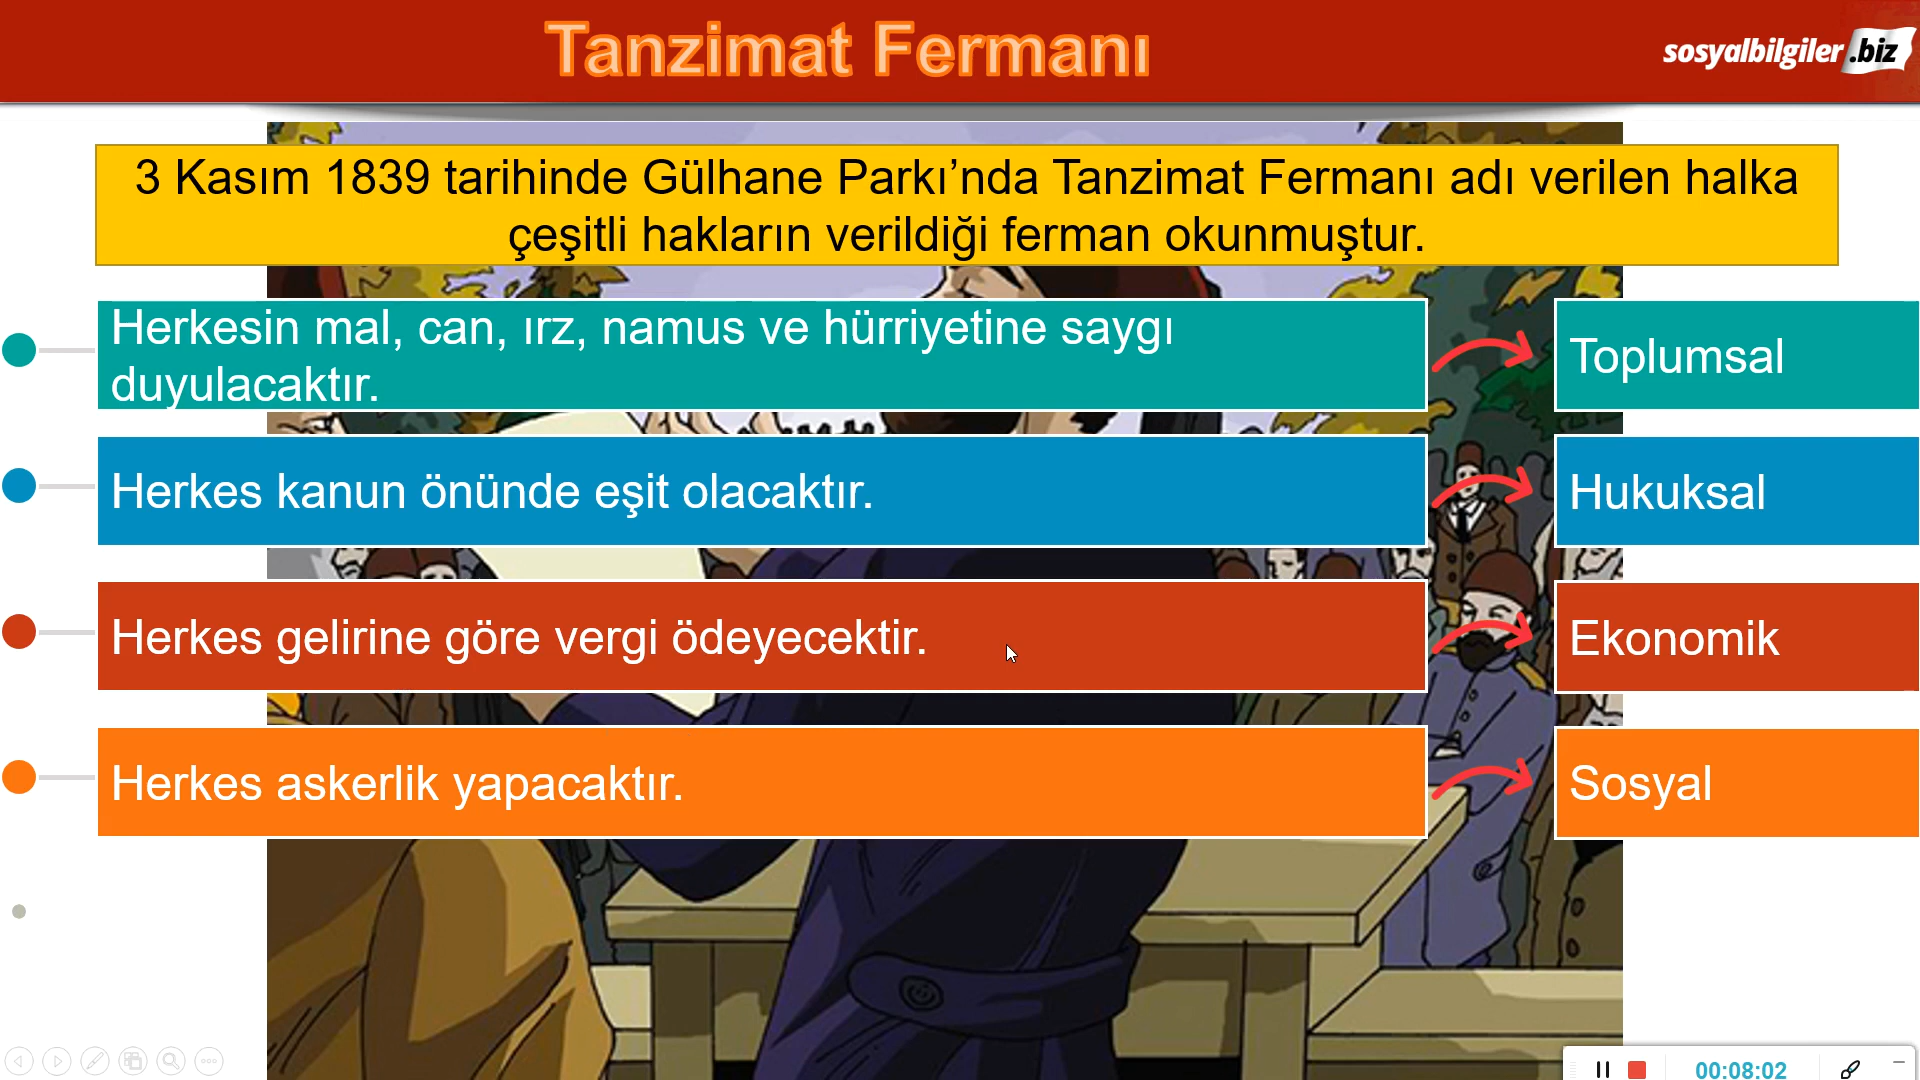 Tanzimat Fermanı
sosyalbilgiler.biz
3 Kasım 1839 tarihinde Gülhane Parkı’nda Tanzimat Fermanı adı verilen halka
çeşitli hakların verildiği ferman okunmuştur.
Herkesin mal, can, ırz, namus ve hürriyetine saygı
duyulacaktır.
Toplumsal
Herkes kanun önünde eşit olacaktır.
Hukuksal
Herkes gelirine göre vergi ödeyecektir.
Ekonomik
Herkes askerlik yapacaktır.
Sosyal
00:08:02